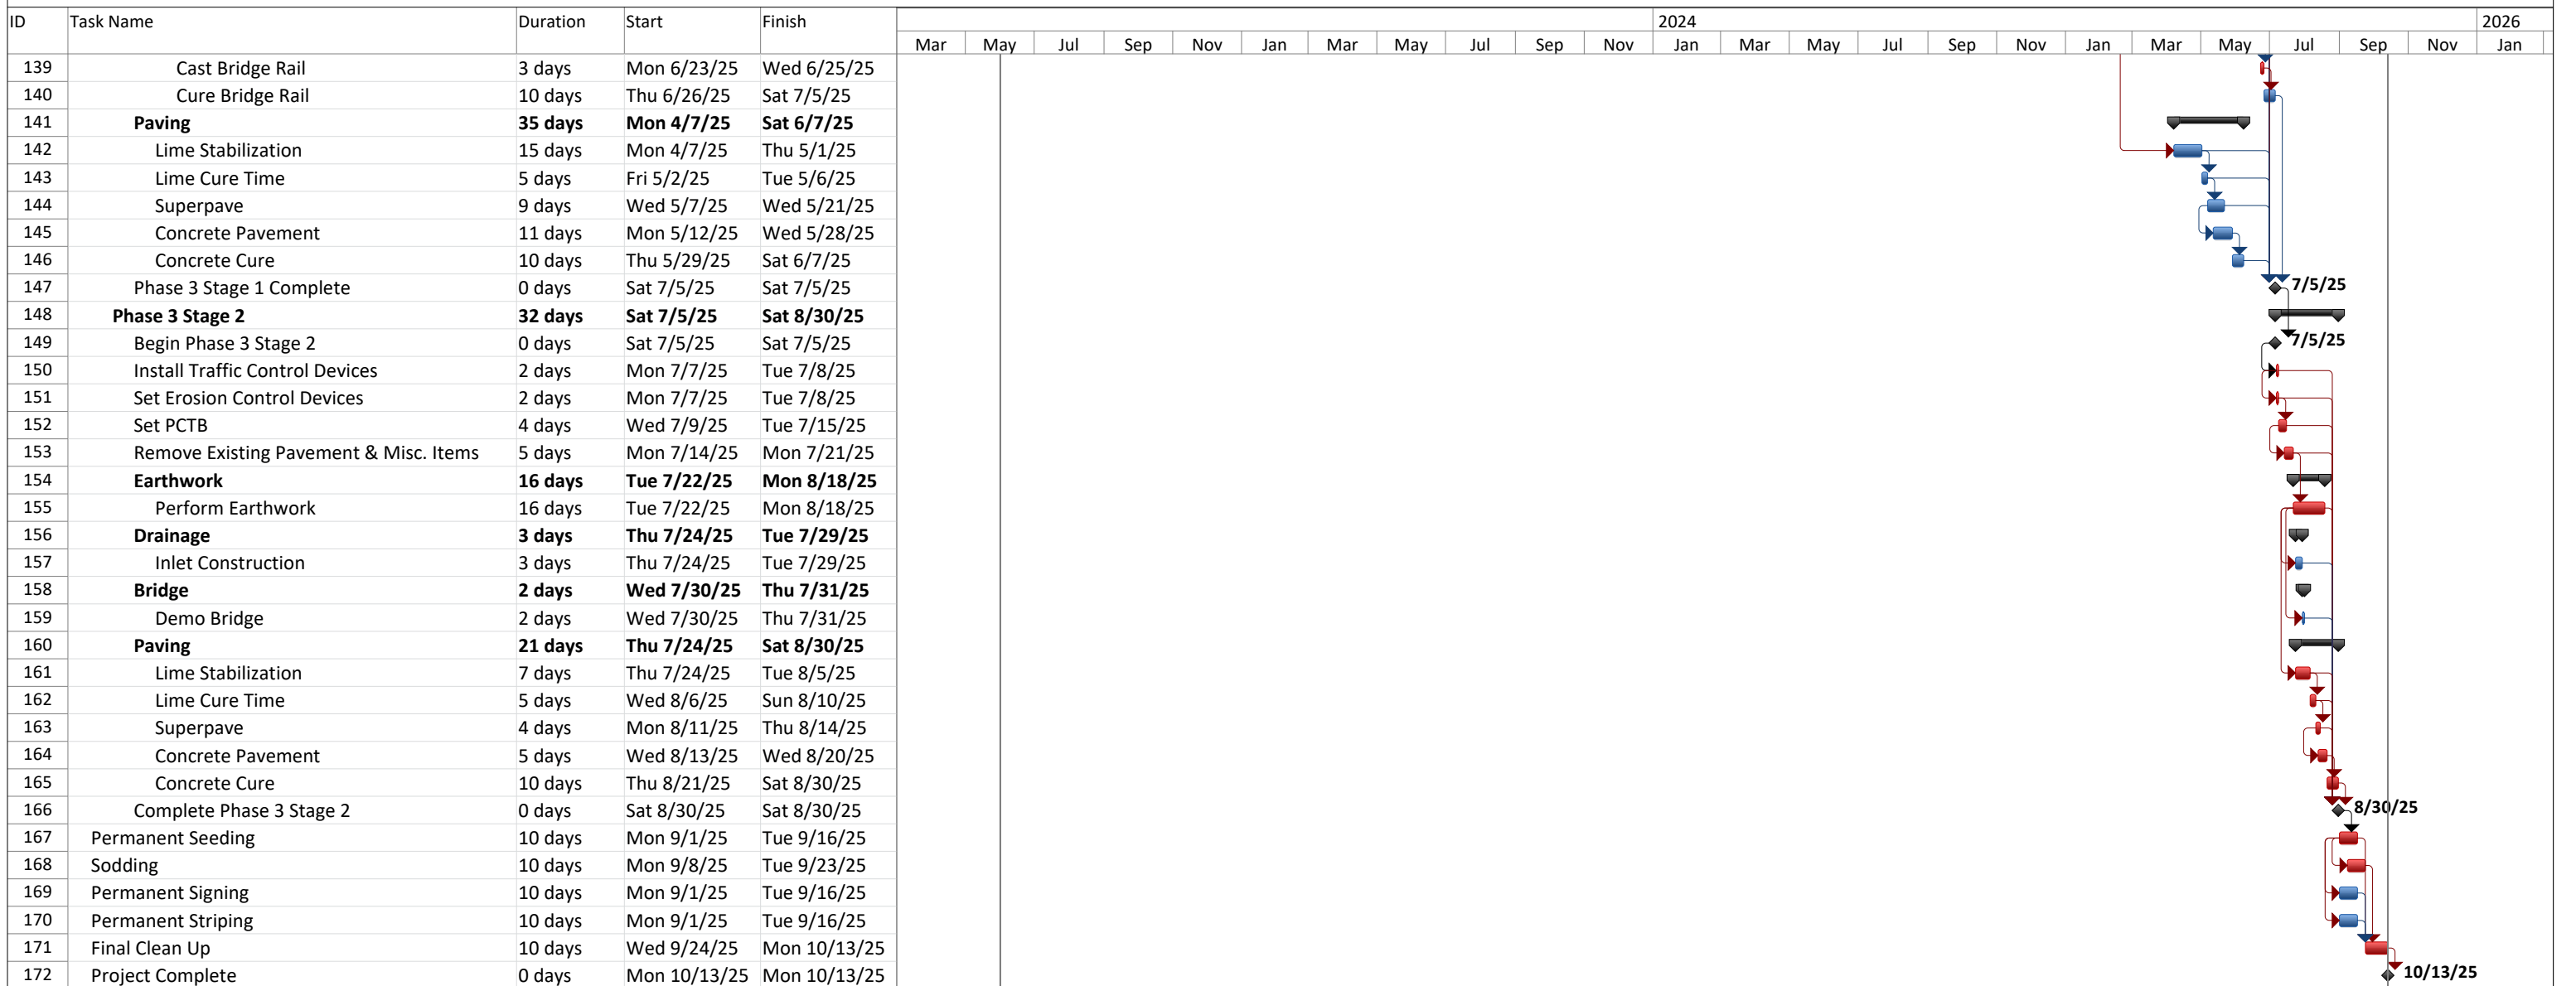 ID Task Name Duration Start Finish 2024 2026
Mar May Jul Sep Nov Jan Mar May Jul Sep Nov Jan Mar May Jul Sep Nov Jan Mar May Jul Sep Nov Jan
139 Cast Bridge Rail 3 days Mon 6/23/25 Wed 6/25/25
140 Cure Bridge Rail 10 days Thu 6/26/25 Sat 7/5/25
141 Paving 35 days Mon 4/7/25 Sat 6/7/25
142 Lime Stabilization 15 days Mon 4/7/25 Thu 5/1/25
143 Lime Cure Time 5 days Fri 5/2/25 Tue 5/6/25
144 Superpave 9 days Wed 5/7/25 Wed 5/21/25
145 Concrete Pavement 11 days Mon 5/12/25 Wed 5/28/25
146 Concrete Cure 10 days Thu 5/29/25 Sat 6/7/25
147 Phase 3 Stage 1 Complete 0 days Sat 7/5/25 Sat 7/5/25 7/5/25
148 Phase 3 Stage 2 32 days Sat 7/5/25 Sat 8/30/25
149 Begin Phase 3 Stage 2 0 days Sat 7/5/25 Sat 7/5/25 7/5/25
150 Install Traffic Control Devices 2 days Mon 7/7/25 Tue 7/8/25
151 Set Erosion Control Devices 2 days Mon 7/7/25 Tue 7/8/25
152 Set PCTB 4 days Wed 7/9/25 Tue 7/15/25
153 Remove Existing Pavement & Misc. Items 5 days Mon 7/14/25 Mon 7/21/25
154 Earthwork 16 days Tue 7/22/25 Mon 8/18/25
155 Perform Earthwork 16 days Tue 7/22/25 Mon 8/18/25
156 Drainage 3 days Thu 7/24/25 Tue 7/29/25
157 Inlet Construction 3 days Thu 7/24/25 Tue 7/29/25
158 Bridge 2 days Wed 7/30/25 Thu 7/31/25
159 Demo Bridge 2 days Wed 7/30/25 Thu 7/31/25
160 Paving 21 days Thu 7/24/25 Sat 8/30/25
161 Lime Stabilization 7 days Thu 7/24/25 Tue 8/5/25
162 Lime Cure Time 5 days Wed 8/6/25 Sun 8/10/25
163 Superpave 4 days Mon 8/11/25 Thu 8/14/25
164 Concrete Pavement 5 days Wed 8/13/25 Wed 8/20/25
165 Concrete Cure 10 days Thu 8/21/25 Sat 8/30/25
166 Complete Phase 3 Stage 2 0 days Sat 8/30/25 Sat 8/30/25 8/30/25
167 Permanent Seeding 10 days Mon 9/1/25 Tue 9/16/25
168 Sodding 10 days Mon 9/8/25 Tue 9/23/25
169 Permanent Signing 10 days Mon 9/1/25 Tue 9/16/25
170 Permanent Striping 10 days Mon 9/1/25 Tue 9/16/25
171 Final Clean Up 10 days Wed 9/24/25 Mon 10/13/25
172 Project Complete 0 days Mon 10/13/25 Mon 10/13/25 10/13/25